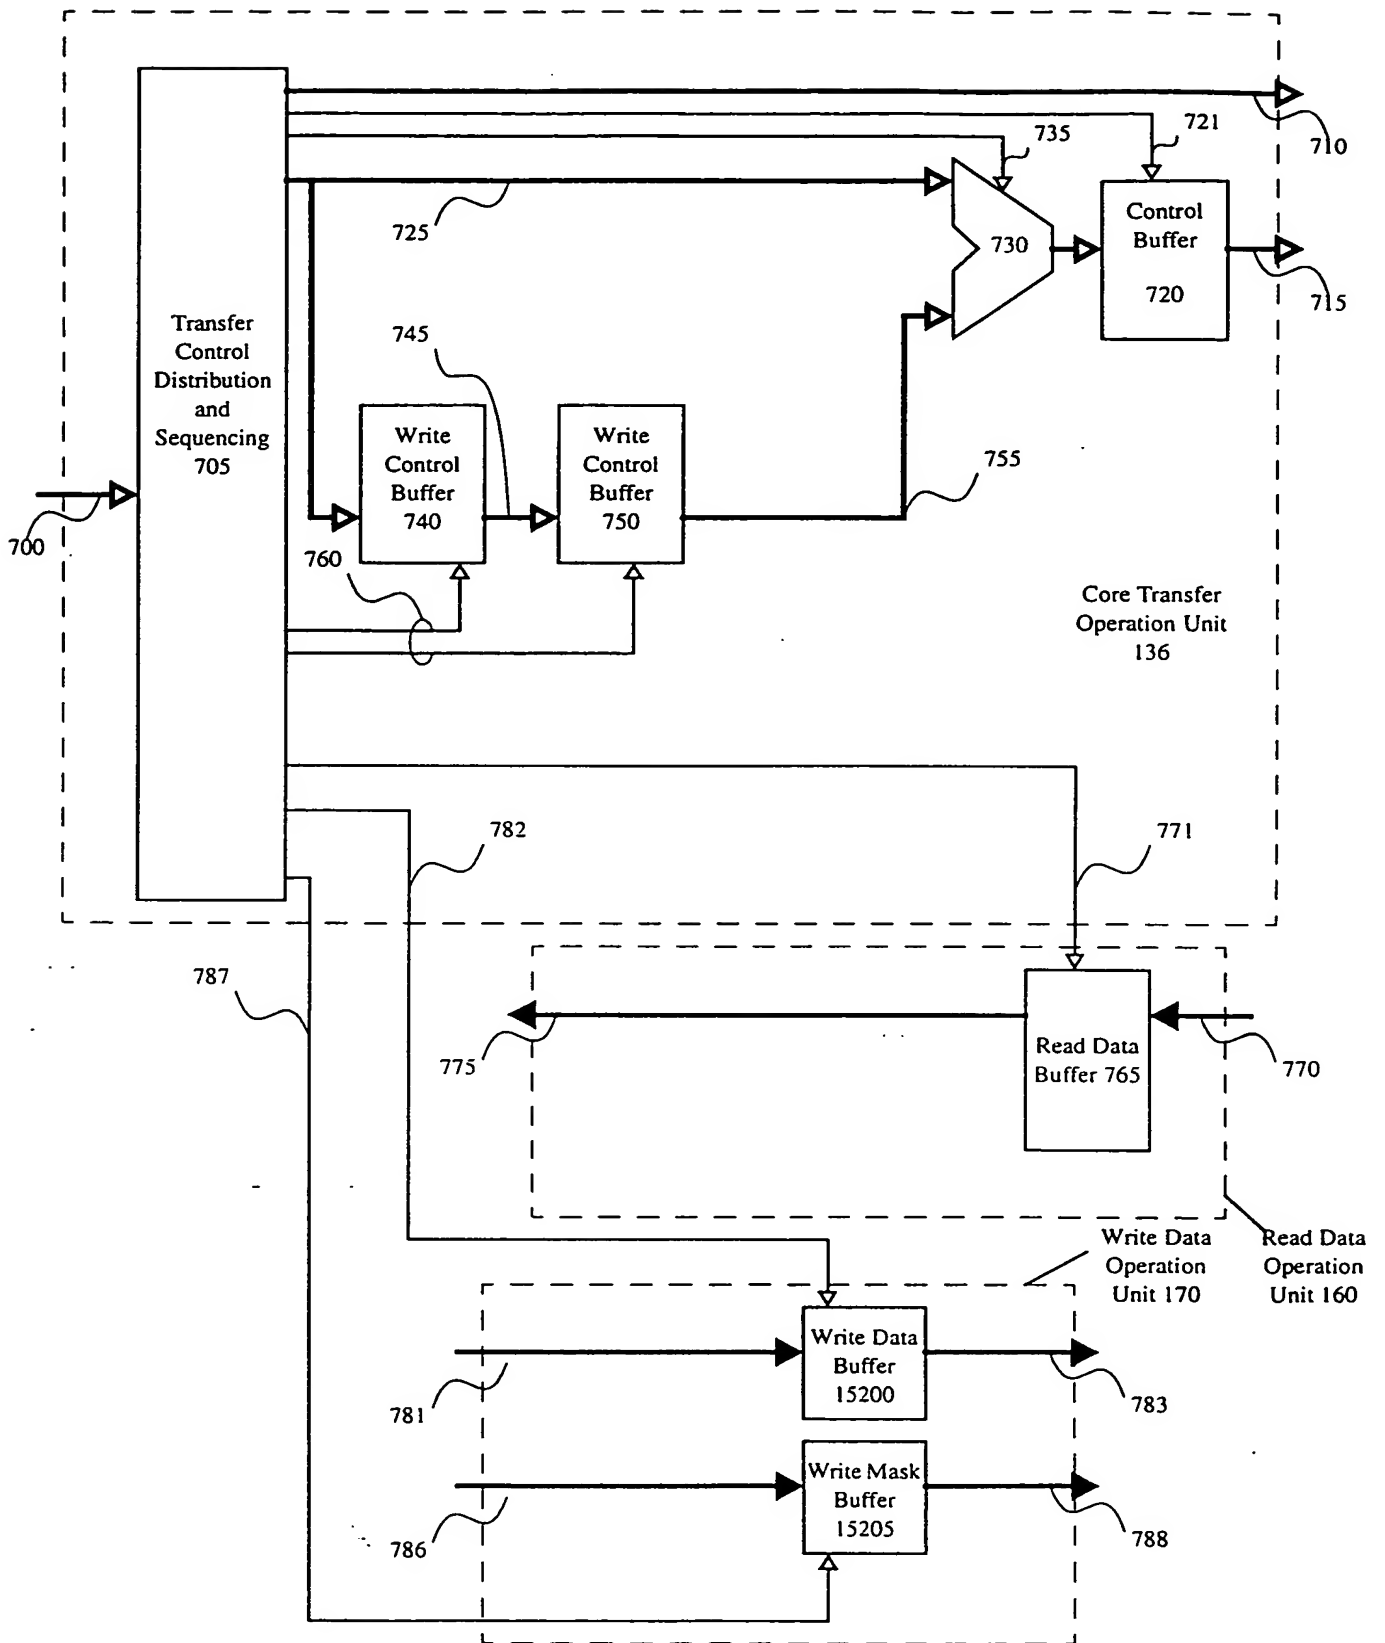 710
735
721
725
730
Control
Buffer
720
715
Transfer
Control
Distribution
and
Sequencing
705
745
Write
Control
Buffer
740
Write
Control
Buffer
750
755
700
760
Core Transfer
Operation Unit
136
782
771
787
775
Read Data
Buffer 765
770
Write Data
Operation
Unit 170
Read Data
Operation
Unit 160
781
Write Data
Buffer
15200
783
786
Write Mask
Buffer
15205
788